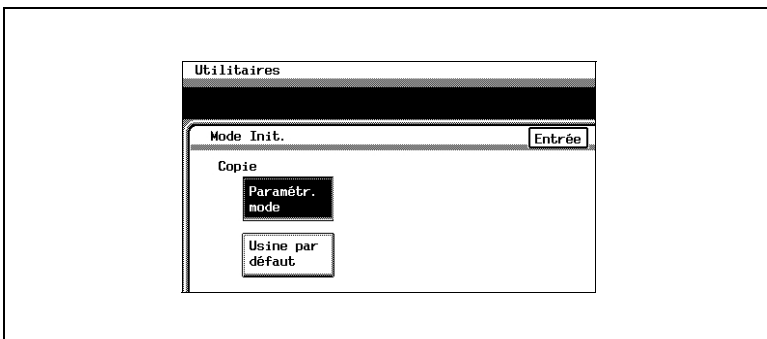 Utilitaires
Mode Init.
Entrée
Copie
Paramétr.
mode
Usine par
défaut